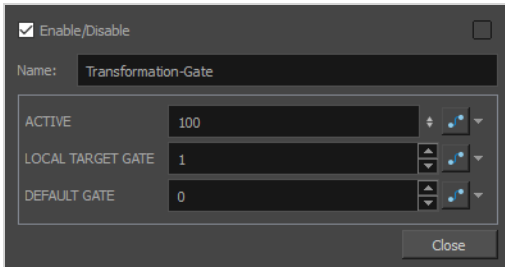 Enable/Disable
Name: Transformation-Gate
ACTIVE 100
LOCAL TARGET GATE 1
DEFAULT GATE 0
Close